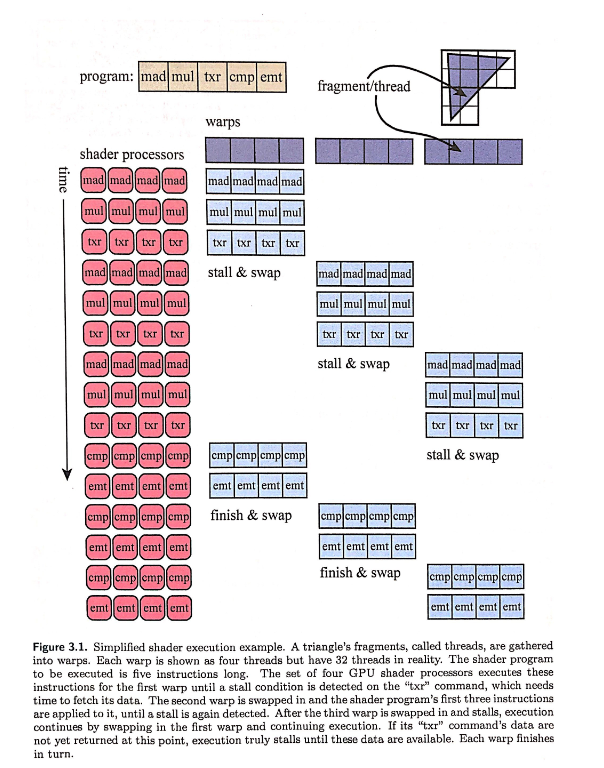 program: mad mul txr cmp emt
fragment/thread
warps
shader processors
time
mad mad mad mad mad mad mad mad
mul mul mul mul mul mul mul mul
txr txr txr txr txr txr txr txr
stall & swap
mad mad mad mad mad mad mad mad
mul mul mul mul mul mul mul mul
txr txr txr txr txr txr txr txr
stall & swap
mad mad mad mad mad mad mad mad
mul mul mul mul mul mul mul mul
txr txr txr txr txr txr txr txr
stall & swap
cmp cmp cmp cmp cmp cmp cmp cmp
emt emt emt emt emt emt emt emt
finish & swap
cmp cmp cmp cmp cmp cmp cmp cmp
emt emt emt emt emt emt emt emt
finish & swap
cmp cmp cmp cmp cmp cmp cmp cmp
emt emt emt emt emt emt emt emt
Figure 3.1. Simplified shader execution example. A triangle's fragments, called threads, are gathered
into warps. Each warp is shown as four threads but have 32 threads in reality. The shader program
to be executed is five instructions long. The set of four GPU shader processors executes these
instructions for the first warp until a stall condition is detected on the "txr" command, which needs
time to fetch its data. The second warp is swapped in and the shader program's first three instructions
are applied to it, until a stall is again detected. After the third warp is swapped in and stalls, execution
continues by swapping in the first warp and continuing execution. If its "txr" command's data are
not yet returned at this point, execution truly stalls until these data are available. Each warp finishes
in turn.